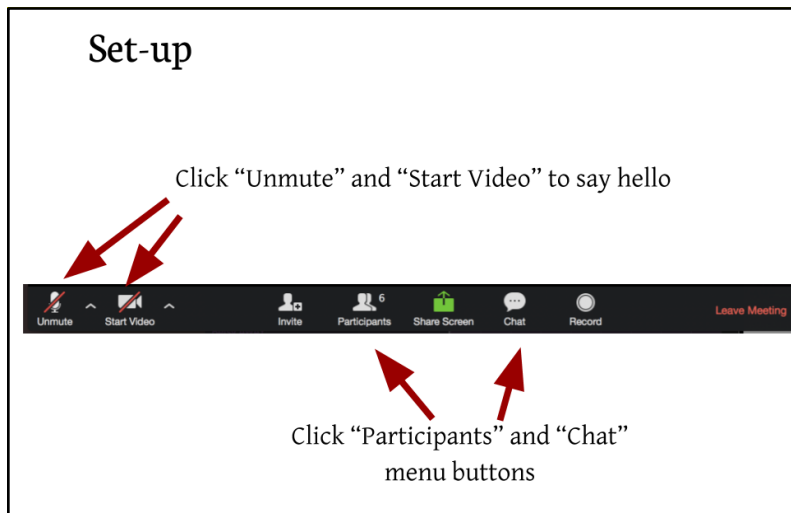 Set-up
Click “Unmute” and “Start Video” to say hello
6
Unmute
Start Video
Invite
Participants
Share Screen
Chat
Record
Leave Meeting
Click “Participants” and “Chat”
menu buttons